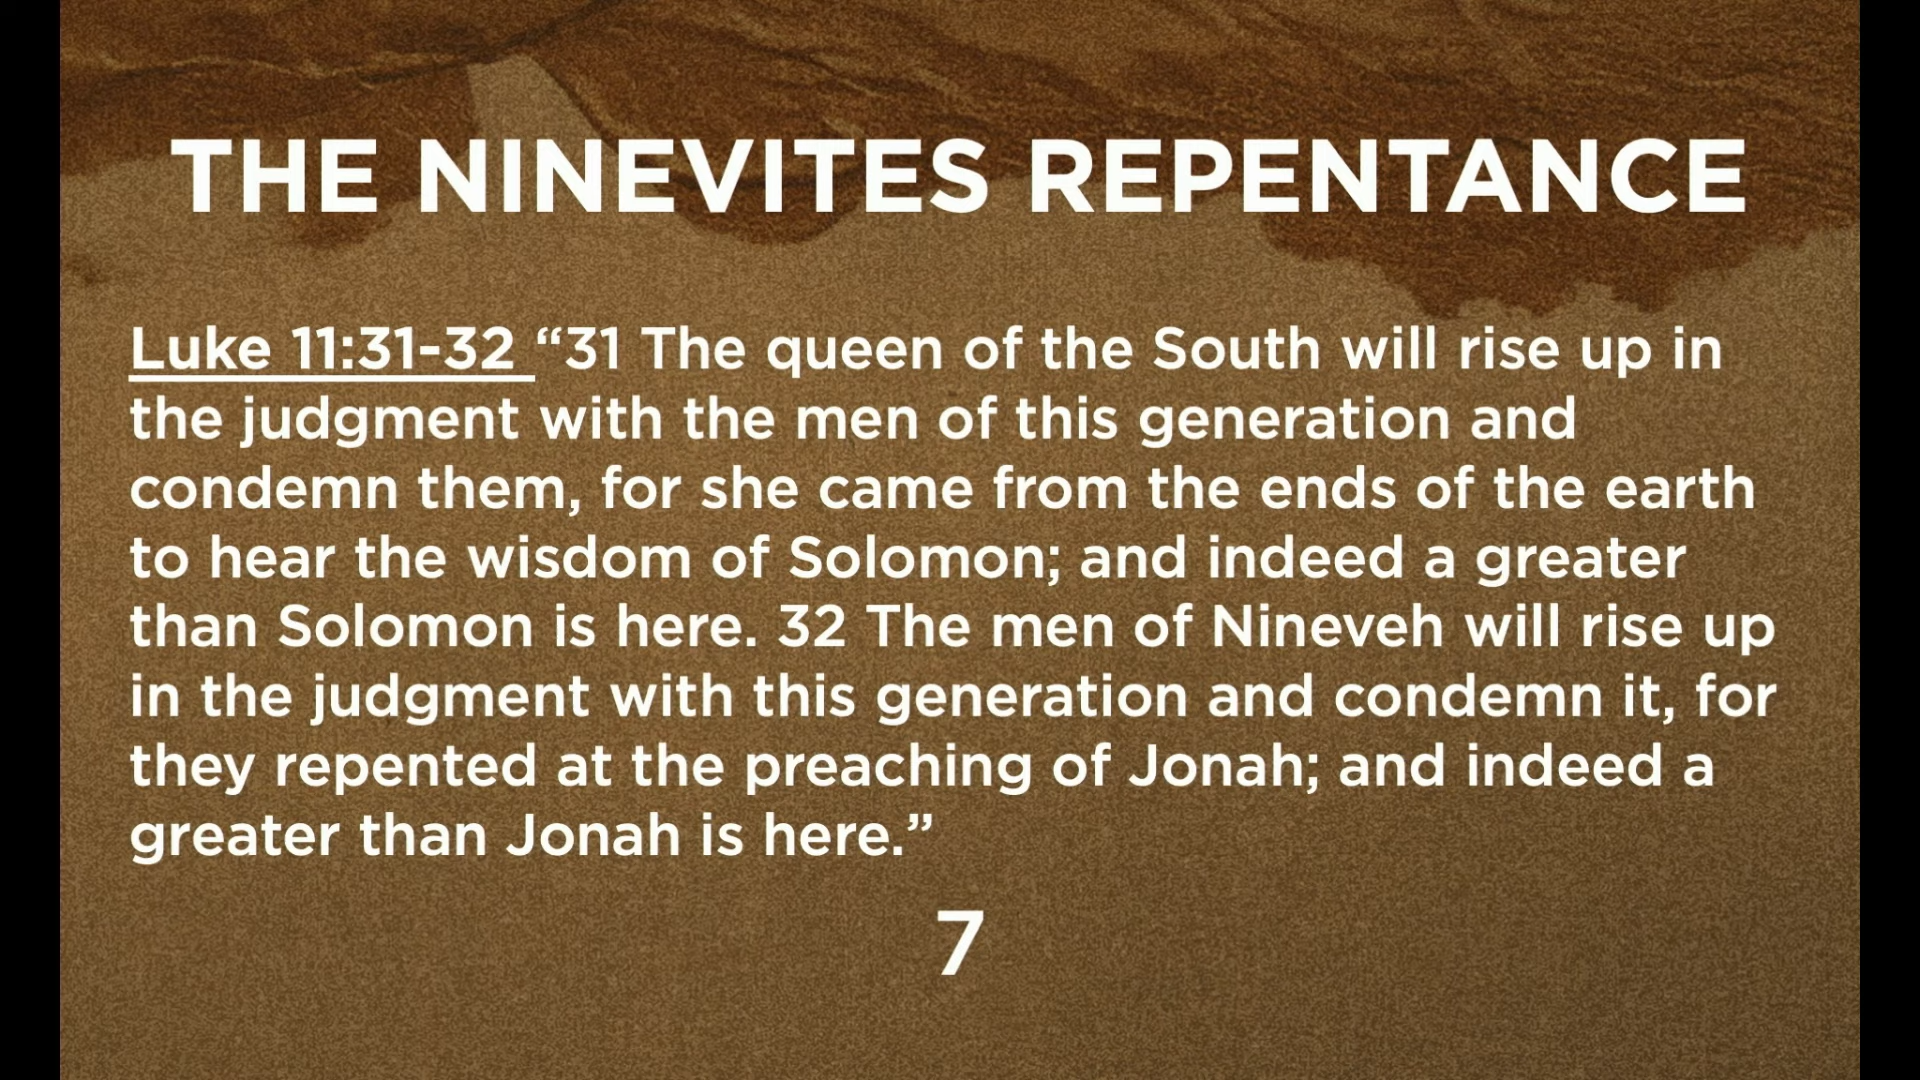 THE NINEVITES REPENTANCE
Luke 11:31-32 “31 The queen of the South will rise up in
the judgment with the men of this generation and
condemn them, for she came from the ends of the earth
to hear the wisdom of Solomon; and indeed a greater
than Solomon is here. 32 The men of Nineveh will rise up
in the judgment with this generation and condemn it, for
they repented at the preaching of Jonah; and indeed a
greater than Jonah is here.”
7